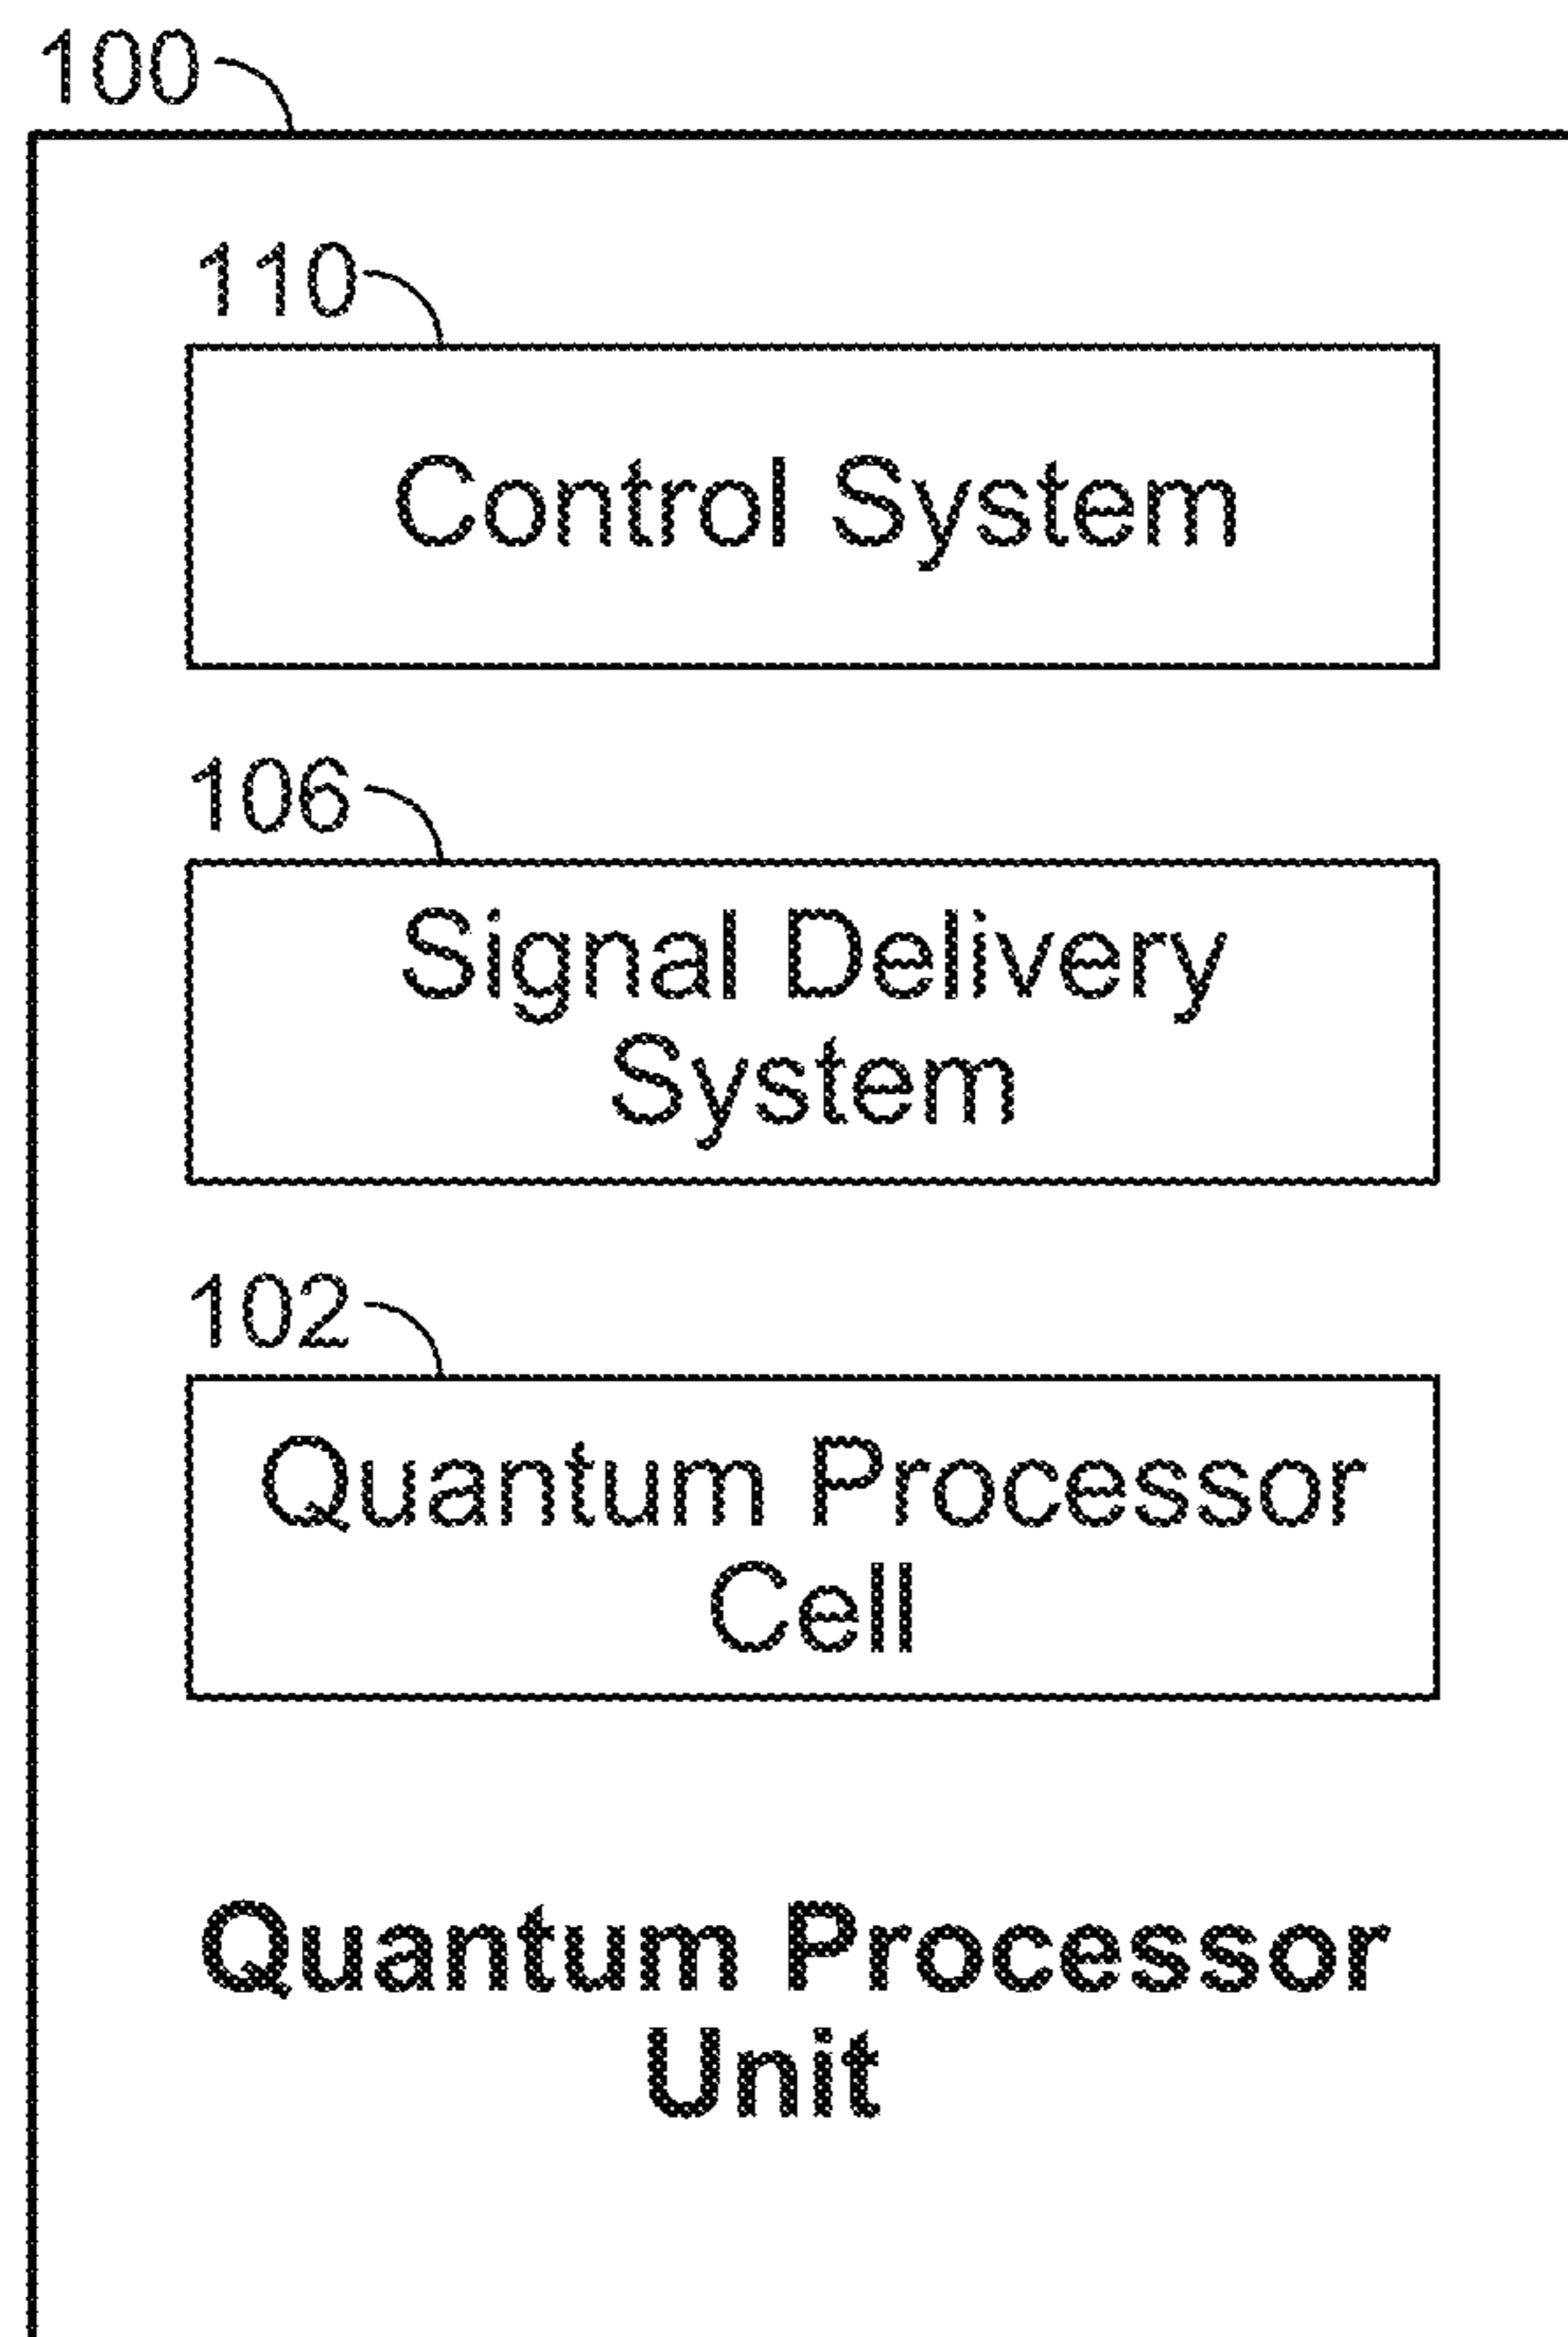 100
110
Control System
106
Signal Delivery
System
102
Quantum Processor
Cell
Quantum Processor
Unit